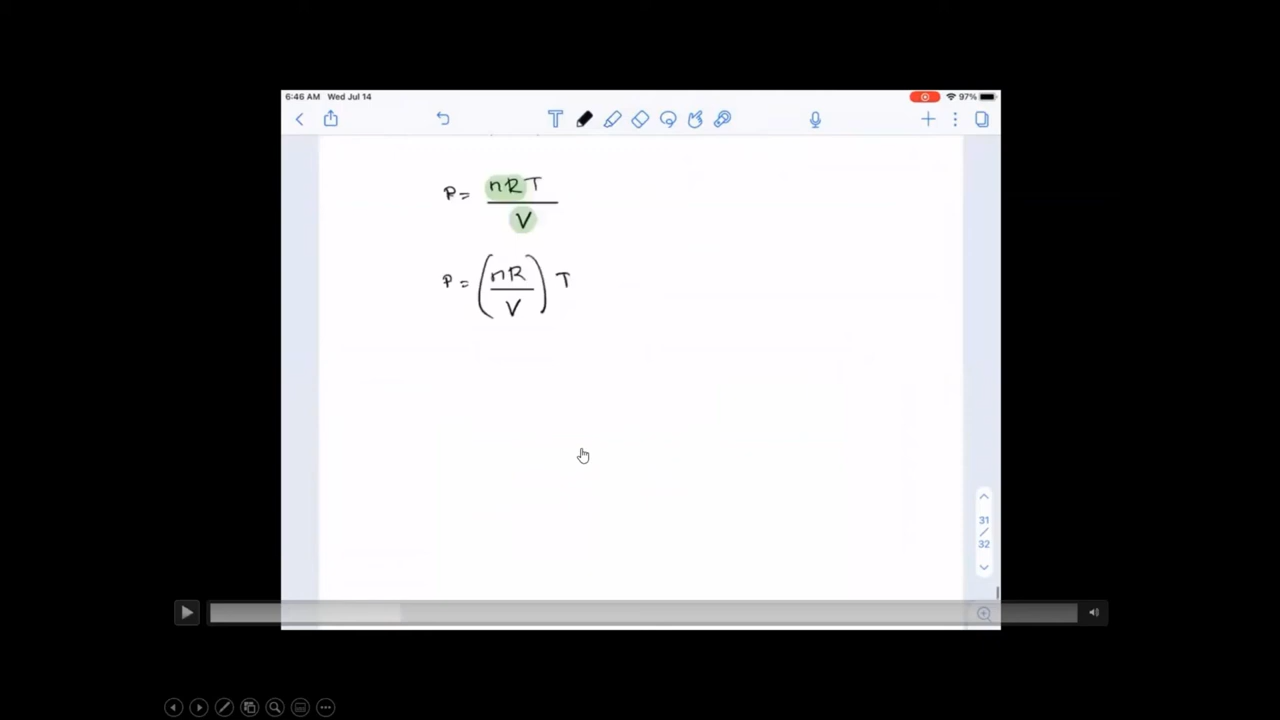 6:46 AM Wed Jul 14
97%
P = nRT
V
P = (nR) T
V
31
/
32